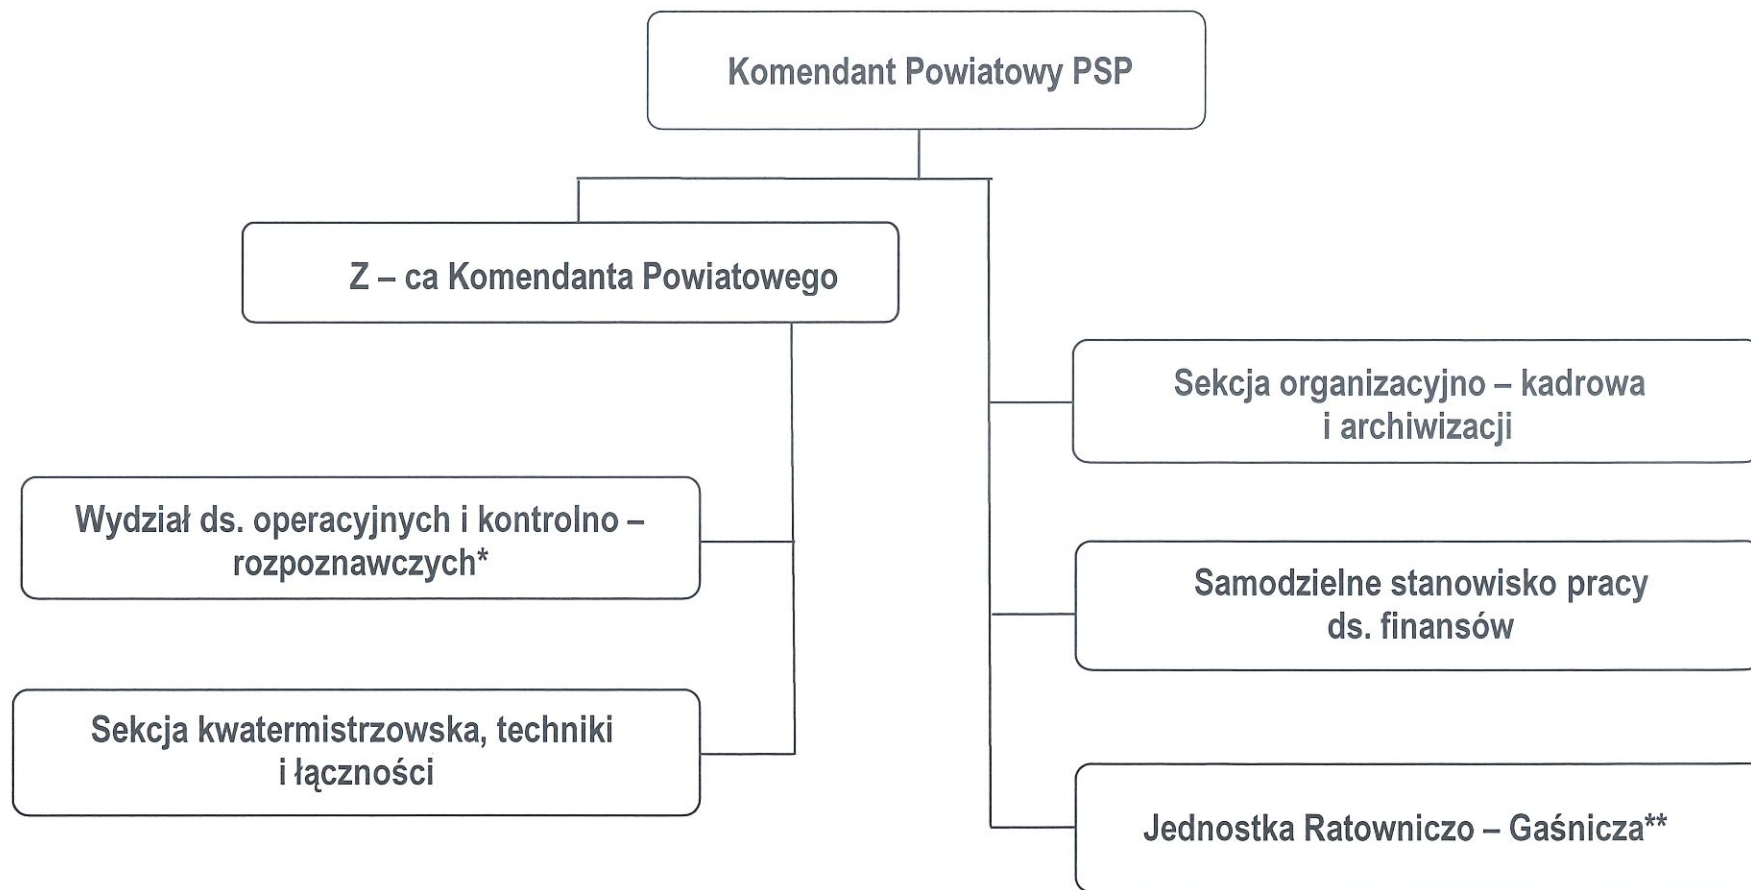 Komendant Powiatowy PSP
Z – ca Komendanta Powiatowego
Wydział ds. operacyjnych i kontrolno –
rozpoznawczych*
Sekcja kwatermistrzowska, techniki
i łączności
Sekcja organizacyjno – kadrowa
i archiwizacji
Samodzielne stanowisko pracy
ds. finansów
Jednostka Ratowniczo – Gaśnicza**